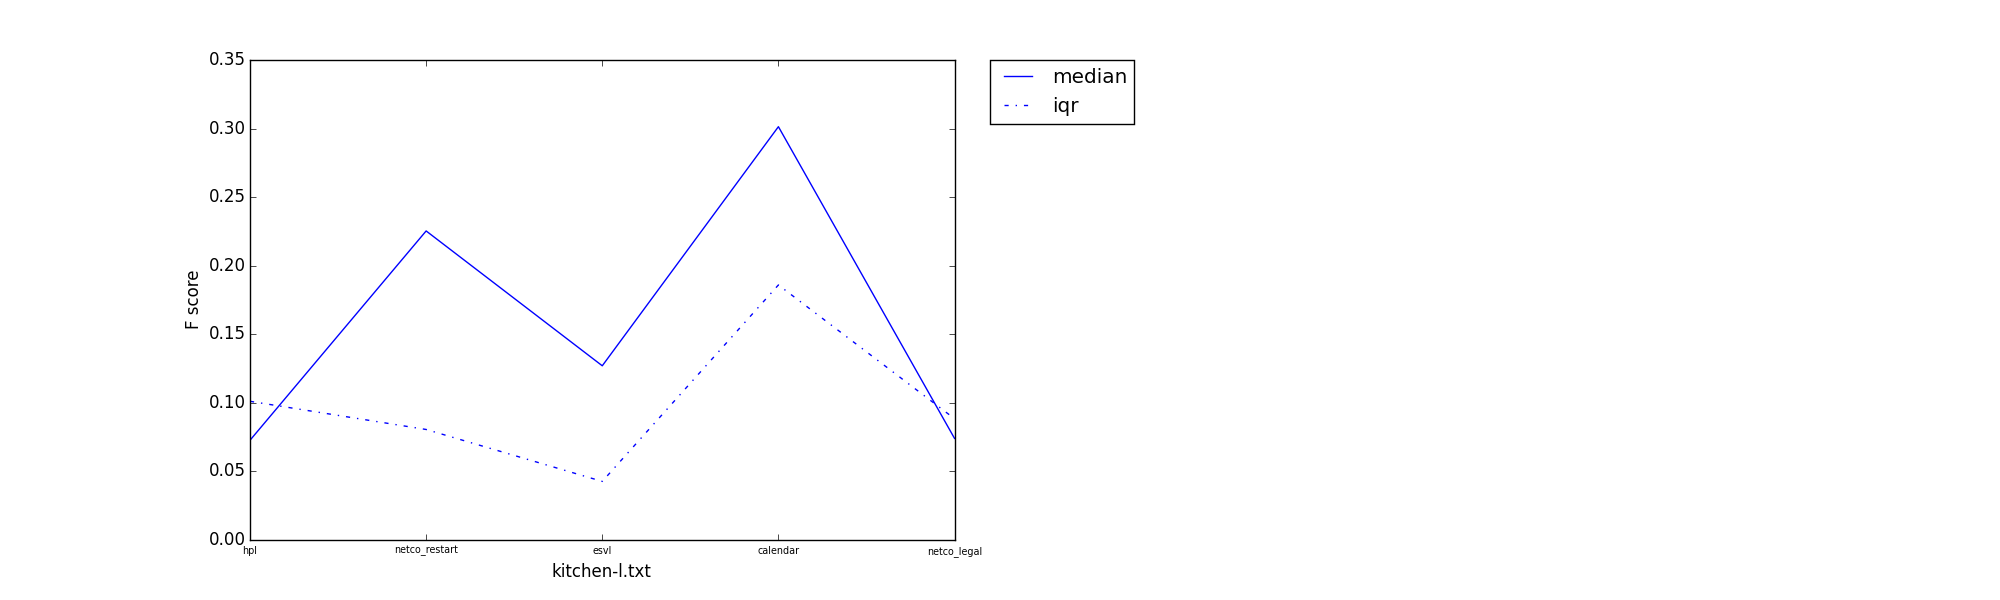 0.35
0.30
0.25
0.20
0.15
0.10
0.05
0.00
F score
hpl
netco_restart
esvl
calendar
netco_legal
kitchen-l.txt
median
iqr